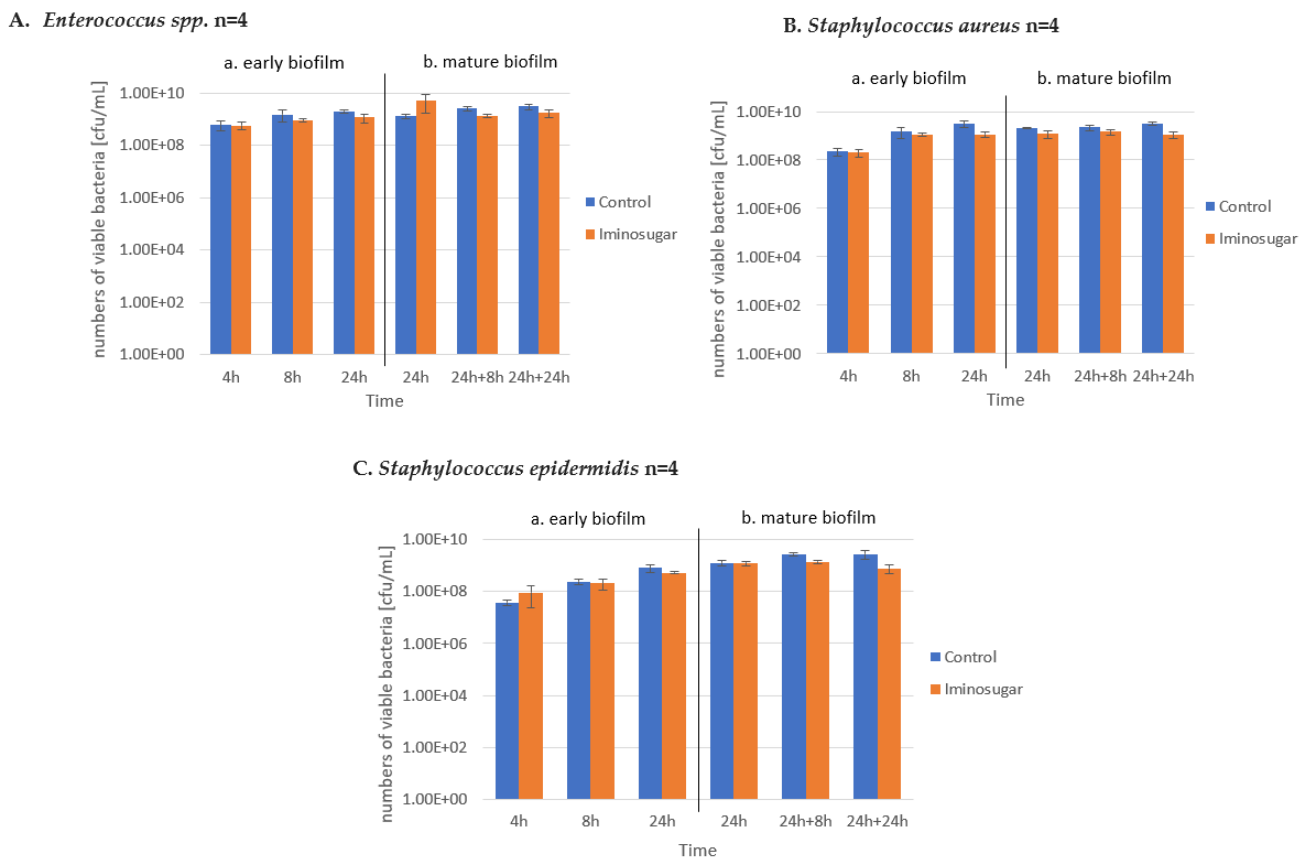 A. Enterococcus spp. n=4
a. early biofilm
b. mature biofilm
numbers of viable bacteria [cfu/mL]
1.00E+10
1.00E+08
1.00E+06
1.00E+04
1.00E+02
1.00E+00
4h 8h 24h 24h 24h+8h 24h+24h
Time
Control
Iminosugar
B. Staphylococcus aureus n=4
a. early biofilm
b. mature biofilm
numbers of viable bacteria [cfu/mL]
1.00E+10
1.00E+08
1.00E+06
1.00E+04
1.00E+02
1.00E+00
4h 8h 24h 24h 24h+8h 24h+24h
Time
Control
Iminosugar
C. Staphylococcus epidermidis n=4
a. early biofilm
b. mature biofilm
numbers of viable bacteria [cfu/mL]
1.00E+10
1.00E+08
1.00E+06
1.00E+04
1.00E+02
1.00E+00
4h 8h 24h 24h 24h+8h 24h+24h
Time
Control
Iminosugar